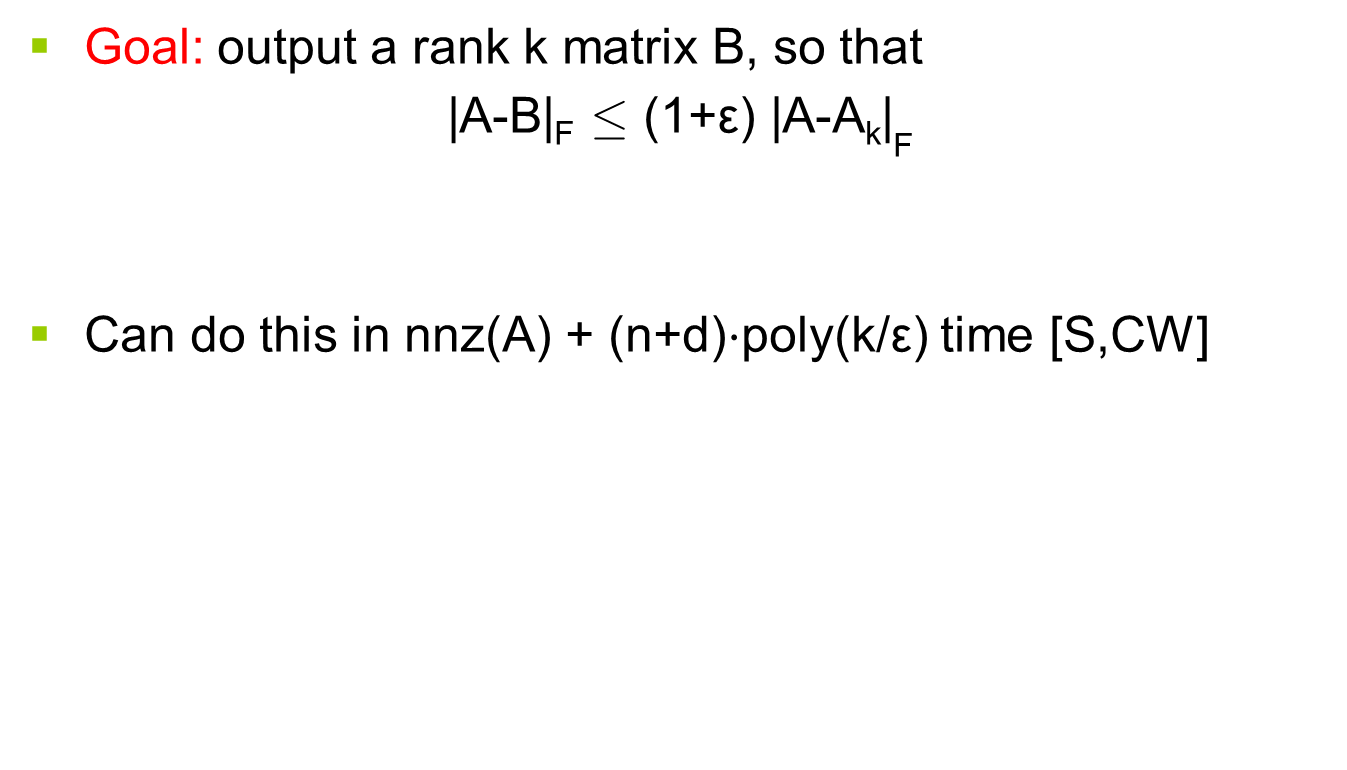 ▪ Goal: output a rank k matrix B, so that
|A-B|F ≤ (1+ε) |A-Ak|F
▪ Can do this in nnz(A) + (n+d)⋅poly(k/ε) time [S,CW]